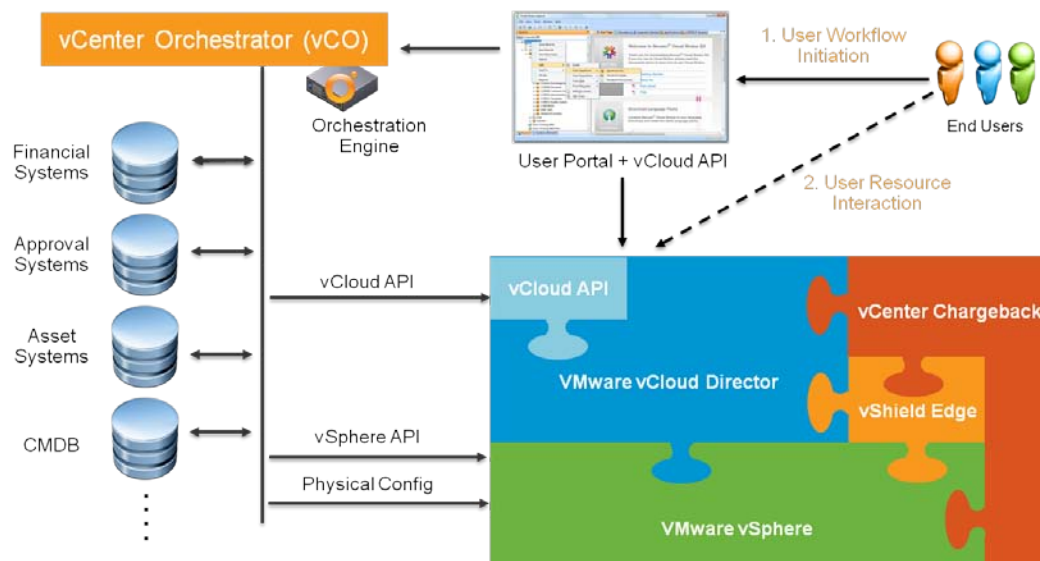 vCenter Orchestrator (vCO)
1. User Workflow
Initiation
Orchestration
Engine
End Users
User Portal + vCloud API
Financial
Systems
2. User Resource
Interaction
Approval
Systems
vCloud API
vCloud API
vCenter Chargeback
Asset
Systems
VMware vCloud Director
vShield Edge
CMDB
vSphere API
Physical Config
VMware vSphere